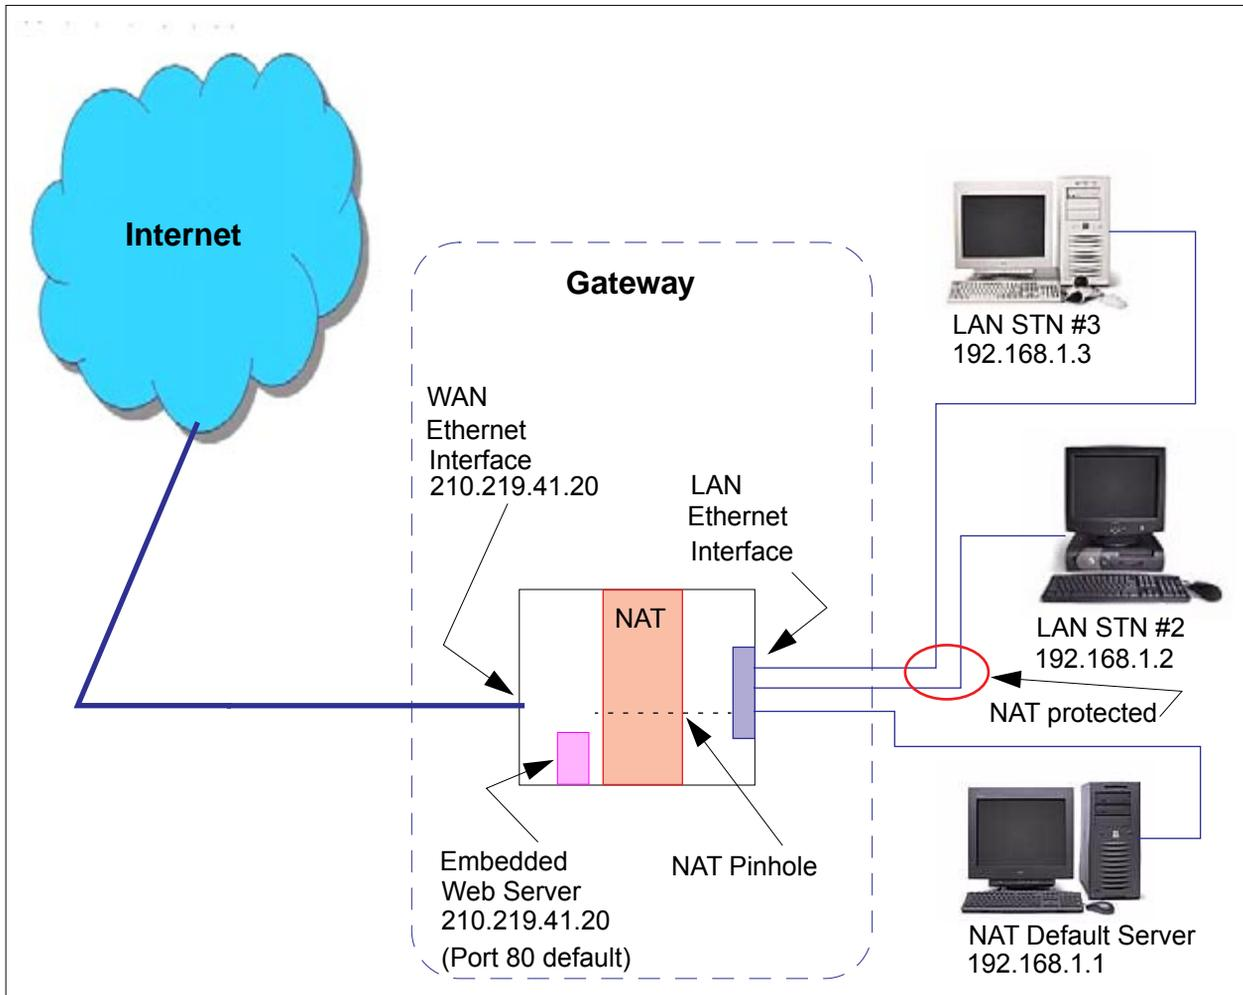 Internet
Gateway
WAN
Ethernet
Interface
210.219.41.20
LAN
Ethernet
Interface
NAT
Embedded
Web Server
210.219.41.20
(Port 80 default)
NAT Pinhole
LAN STN #3
192.168.1.3
LAN STN #2
192.168.1.2
NAT protected
NAT Default Server
192.168.1.1